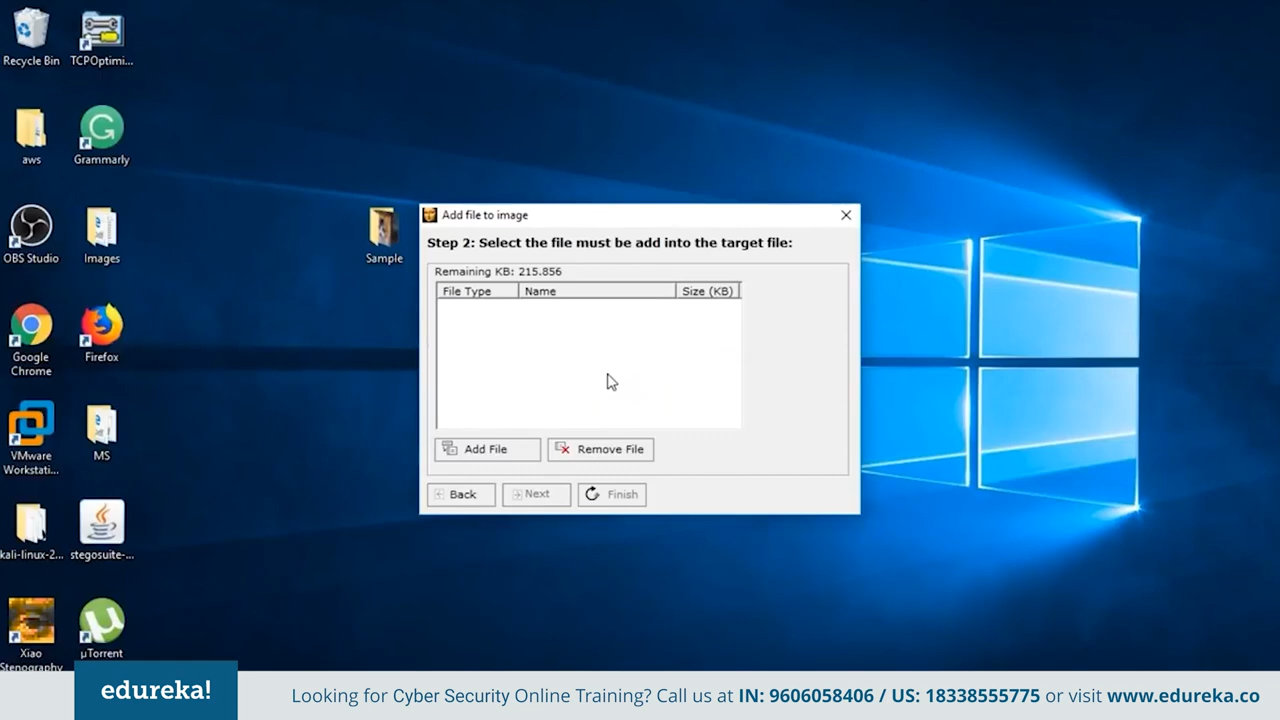 Recycle Bin
TCPOptimi...
aws
Grammarly
OBS Studio
Images
Sample
Google
Chrome
Firefox
VMware
Workstati...
MS
kali-linux-2...
stegosuite-...
Xiao
Stenography
µTorrent
Add file to image
Step 2: Select the file must be add into the target file:
Remaining KB: 215.856
File Type
Name
Size (KB)
Add File
Remove File
Back
Next
Finish
edureka!
Looking for Cyber Security Online Training? Call us at IN: 9606058406 / US: 18338555775 or visit www.edureka.co